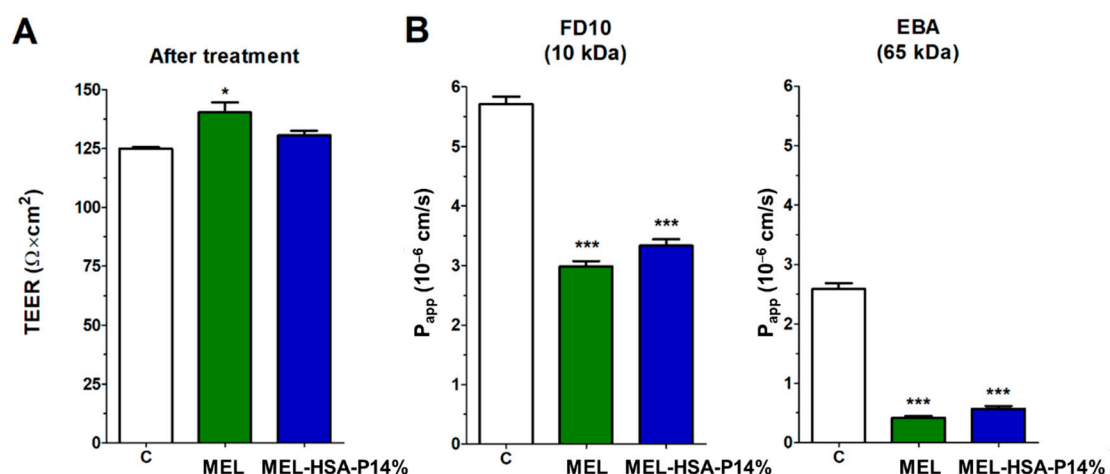 A
After treatment
TEER (Ω×cm²)
150
125
100
75
50
25
0
*
C
MEL
MEL-HSA-P14%
B
FD10
(10 kDa)
Papp (10⁻⁶ cm/s)
6
5
4
3
2
1
0
***
***
C
MEL
MEL-HSA-P14%
EBA
(65 kDa)
Papp (10⁻⁶ cm/s)
6
5
4
3
2
1
0
***
***
C
MEL
MEL-HSA-P14%